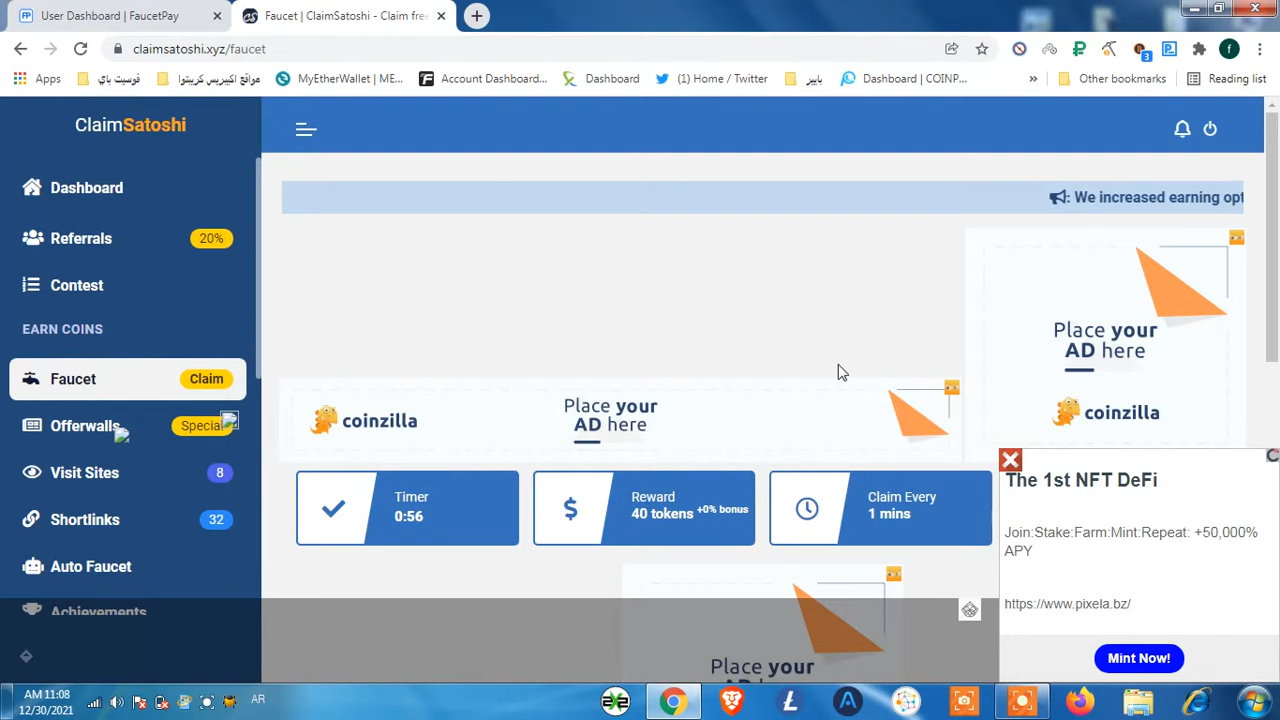 User Dashboard | FaucetPay
Faucet | ClaimSatoshi - Claim free
claimsatoshi.xyz/faucet
3
f
Apps
فوسيت باي
مواقع اكيبريس كريبتوا
MyEtherWallet | ME...
Account Dashboard...
Dashboard
(1) Home / Twitter
بايير
Dashboard | COINP...
»
Other bookmarks
Reading list
ClaimSatoshi
: We increased earning opt
Dashboard
Referrals
20%
Contest
EARN COINS
Faucet
Claim
Offerwalls
Special
Visit Sites
8
Shortlinks
32
Auto Faucet
Achievements
Place your
AD here
coinzilla
coinzilla
Place your
AD here
Timer
0:56
Reward
40 tokens +0% bonus
Claim Every
1 mins
Place your
The 1st NFT DeFi
Join:Stake:Farm:Mint:Repeat: +50,000%
APY
https://www.pixela.bz/
Mint Now!
AM 11:08
12/30/2021
AR